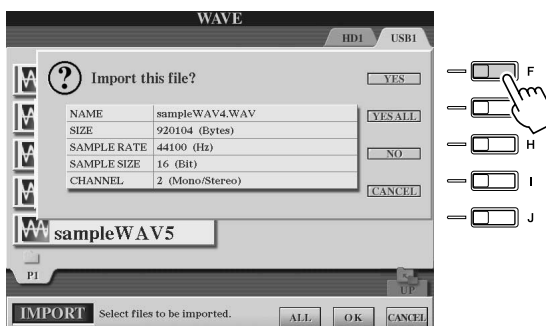 WAVE
HD1 USB1
Import this file?
YES
NAME sampleWAV4.WAV
SIZE 920104 (Bytes)
SAMPLE RATE 44100 (Hz)
SAMPLE SIZE 16 (Bit)
CHANNEL 2 (Mono/Stereo)
YES ALL
NO
CANCEL
sampleWAV5
P1
UP
IMPORT Select files to be imported.
ALL OK CANCEL
F
H
I
J